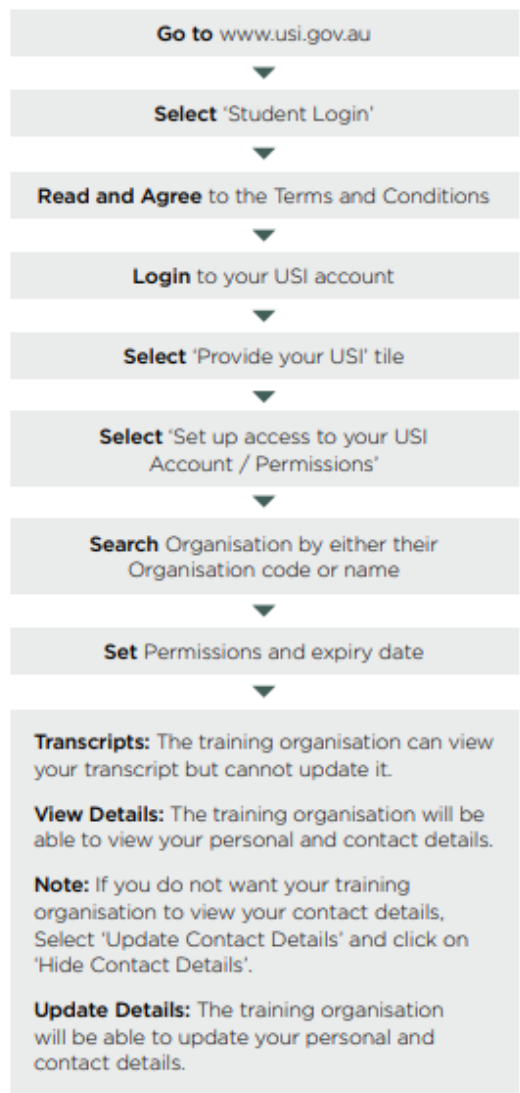 Go to www.usi.gov.au
Select ‘Student Login’
Read and Agree to the Terms and Conditions
Login to your USI account
Select ‘Provide your USI’ tile
Select ‘Set up access to your USI
Account / Permissions’
Search Organisation by either their
Organisation code or name
Set Permissions and expiry date
Transcripts: The training organisation can view
your transcript but cannot update it.
View Details: The training organisation will be
able to view your personal and contact details.
Note: If you do not want your training
organisation to view your contact details,
Select ‘Update Contact Details’ and click on
‘Hide Contact Details’.
Update Details: The training organisation
will be able to update your personal and
contact details.